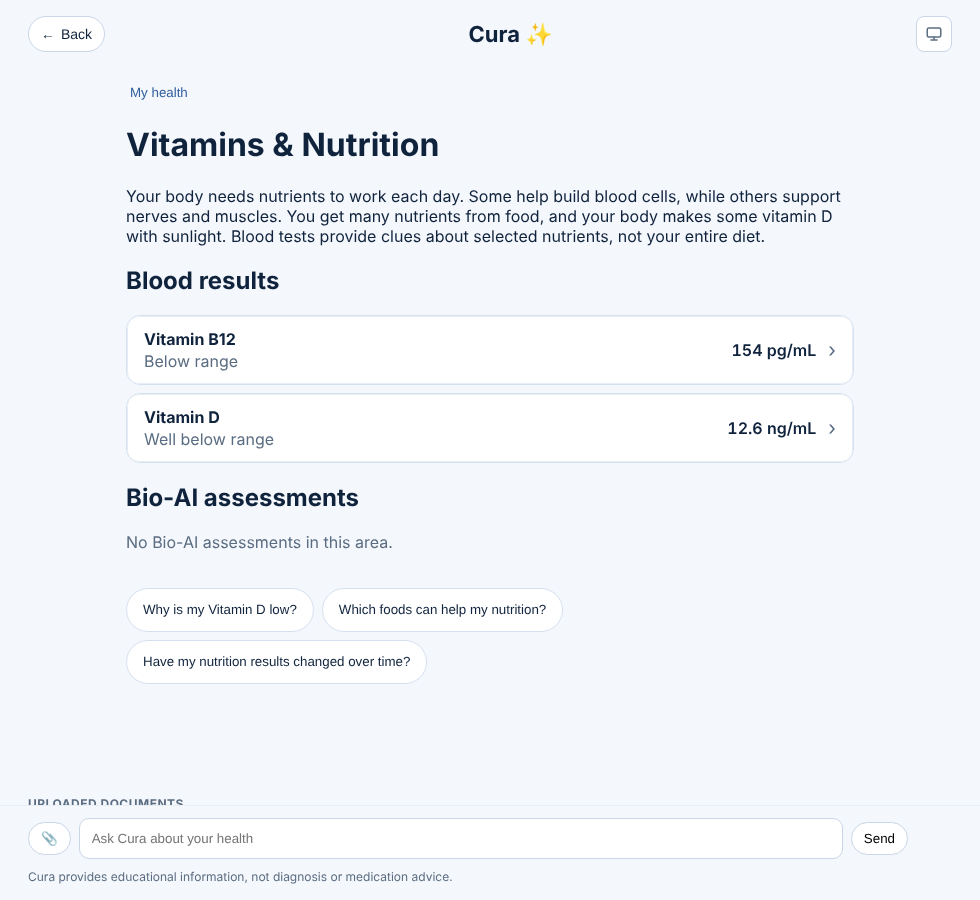 ← Back
Cura ✨
My health
Vitamins & Nutrition
Your body needs nutrients to work each day. Some help build blood cells, while others support
nerves and muscles. You get many nutrients from food, and your body makes some vitamin D
with sunlight. Blood tests provide clues about selected nutrients, not your entire diet.
Blood results
Vitamin B12
Below range
154 pg/mL ›
Vitamin D
Well below range
12.6 ng/mL ›
Bio-AI assessments
No Bio-AI assessments in this area.
Why is my Vitamin D low?
Which foods can help my nutrition?
Have my nutrition results changed over time?
UPLOADED DOCUMENTS
Ask Cura about your health
Send
Cura provides educational information, not diagnosis or medication advice.